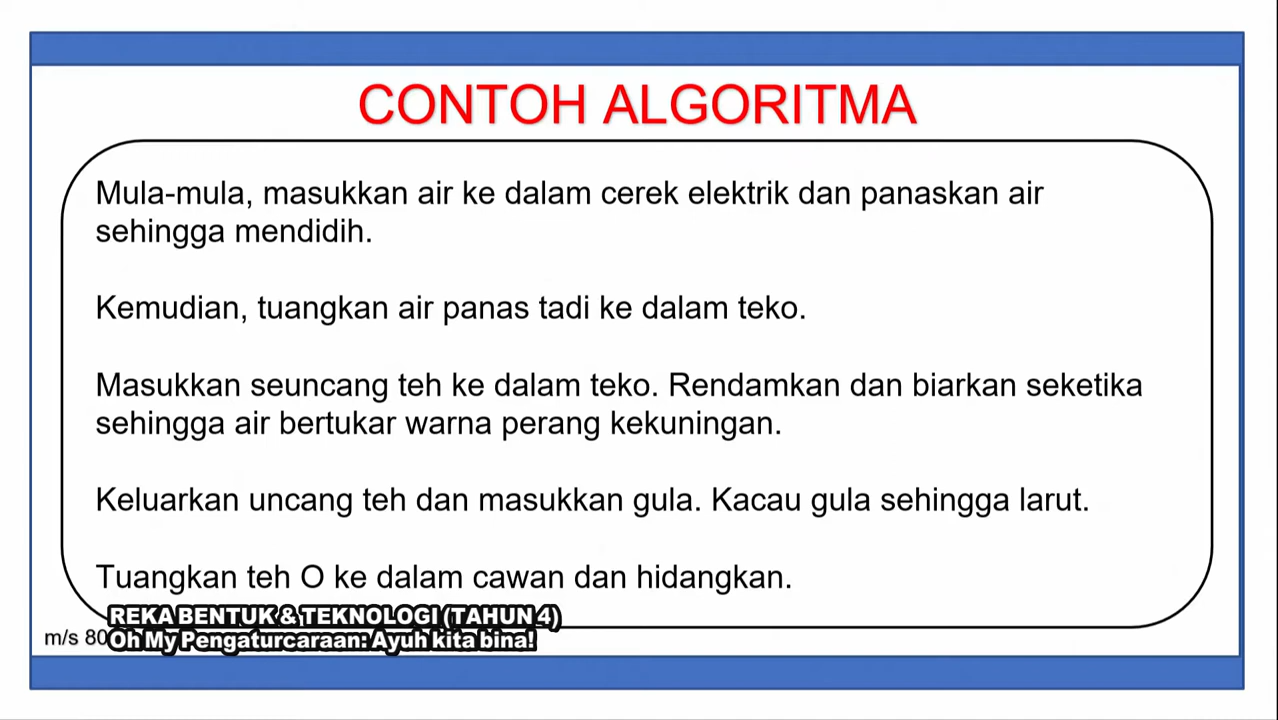 CONTOH ALGORITMA
Mula-mula, masukkan air ke dalam cerek elektrik dan panaskan air
sehingga mendidih.
Kemudian, tuangkan air panas tadi ke dalam teko.
Masukkan seuncang teh ke dalam teko. Rendamkan dan biarkan seketika
sehingga air bertukar warna perang kekuningan.
Keluarkan uncang teh dan masukkan gula. Kacau gula sehingga larut.
Tuangkan teh O ke dalam cawan dan hidangkan.
REKA BENTUK & TEKNOLOGI (TAHUN 4)
m/s 80
Oh My Pengaturcaraan: Ayuh kita bina!